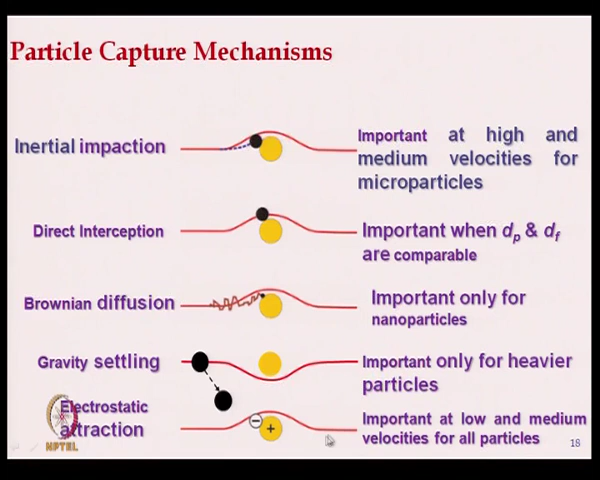 Particle Capture Mechanisms
Inertial impaction
Important at high and
medium velocities for
microparticles
Direct Interception
Important when dp & df
are comparable
Brownian diffusion
Important only for
nanoparticles
Gravity settling
Important only for heavier
particles
Electrostatic
attraction
− +
Important at low and medium
velocities for all particles
NPTEL
18